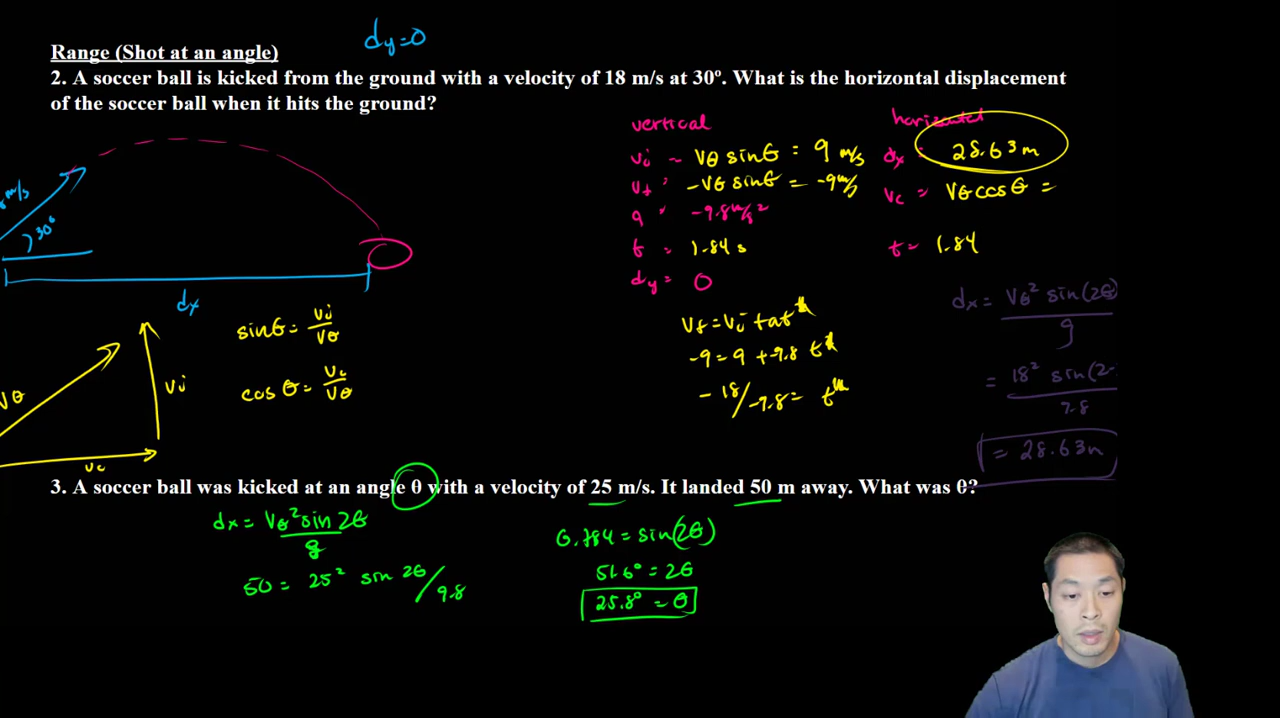 dy=0
Range (Shot at an angle)
2. A soccer ball is kicked from the ground with a velocity of 18 m/s at 30º. What is the horizontal displacement
of the soccer ball when it hits the ground?
vertical
vi = vθ sinθ = 9 m/s
vf = -vθ sinθ = -9 m/s
g = -9.8 m/s²
t = 1.84 s
dy = 0
vf = vi + at
-9 = 9 + -9.8 t
-18/-9.8 = t
horizontal
dx = 28.63 m
vc = vθ cos θ =
t = 1.84
dx = vθ² sin(2θ)
g
= 18² sin(2
9.8
= 28.63m
m/s
30°
dx
sinθ = vi/vθ
cos θ = vc/vθ
vθ
vi
vc
3. A soccer ball was kicked at an angle θ with a velocity of 25 m/s. It landed 50 m away. What was θ?
dx = vθ² sin 2θ
g
50 = 25² sin 2θ/9.8
0.784 = sin(2θ)
51.6° = 2θ
25.8° = θ